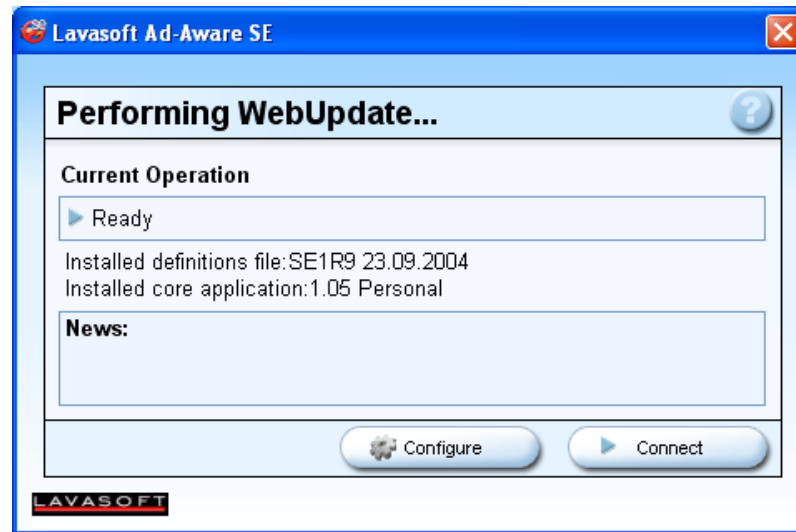 Lavasoft Ad-Aware SE
Performing WebUpdate...
?
Current Operation
Ready
Installed definitions file:SE1R9 23.09.2004
Installed core application:1.05 Personal
News:
Configure
Connect
LAVASOFT